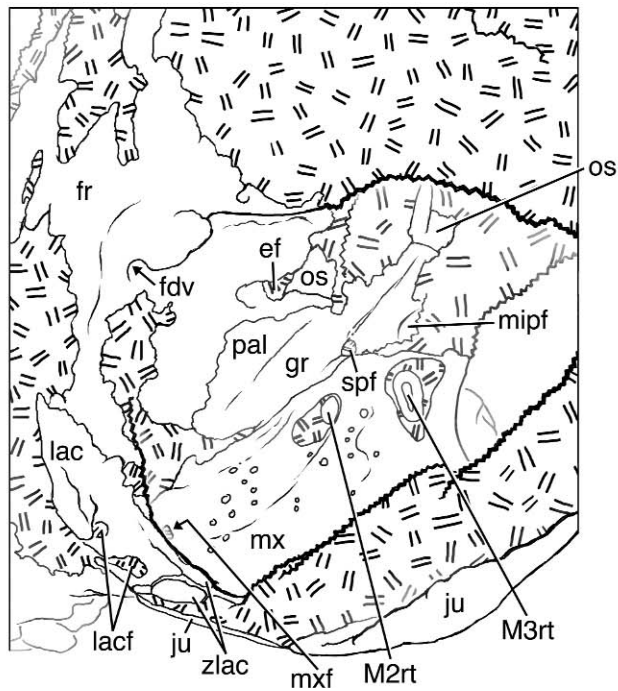 os
fr
ef
os
fdv
mipf
pal
gr
spf
lac
mx
ju
lacf
ju
zlac
mxf
M2rt
M3rt